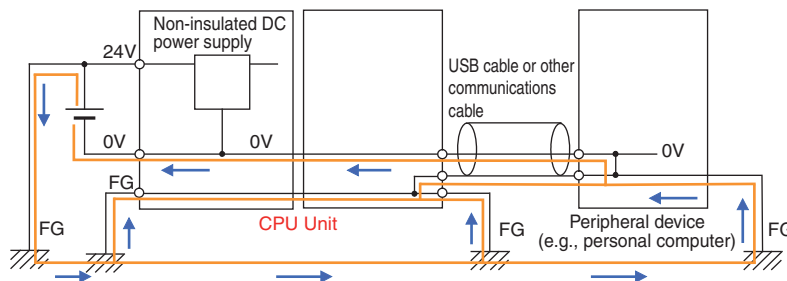 Non-insulated DC
power supply
24V
USB cable or other
communications
cable
0V
0V
0V
FG
CPU Unit
FG
FG
Peripheral device
(e.g., personal computer)
FG